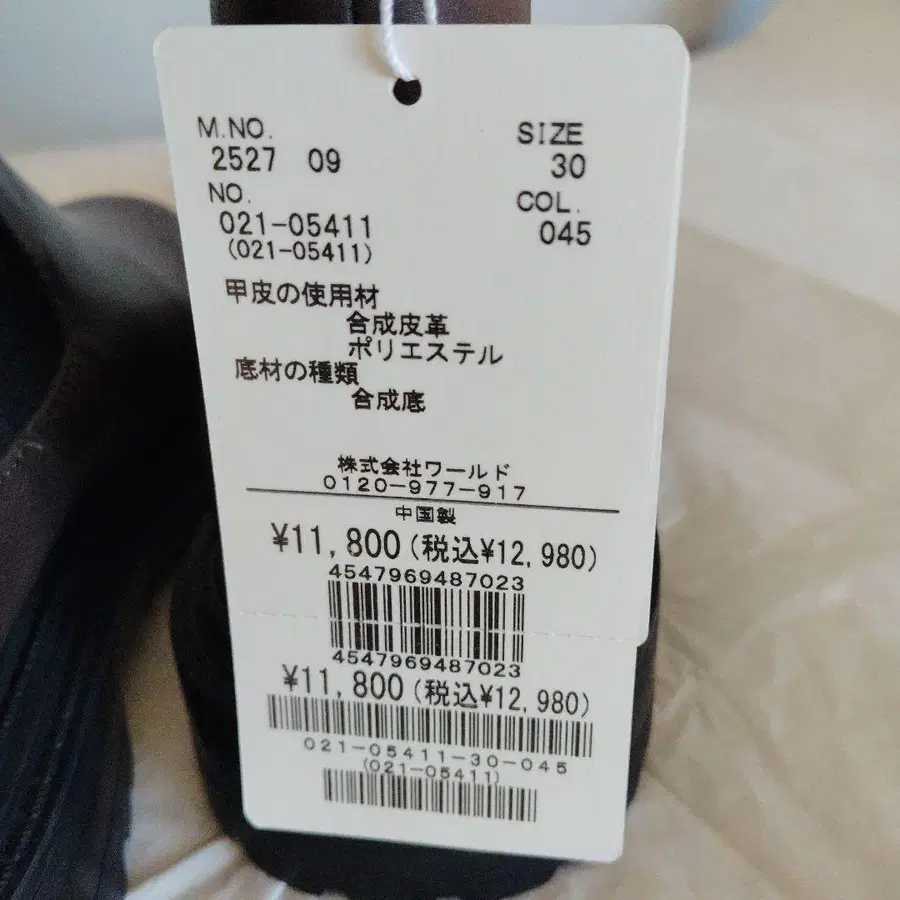 M.NO.
2527 09
SIZE
30
NO.
021-05411
(021-05411)
COL.
045
甲皮の使用材
合成皮革
ポリエステル
底材の種類
合成底
株式会社ワールド
0120-977-917
中国製
¥11,800(税込¥12,980)
4547969487023
4547969487023
¥11,800(税込¥12,980)
021-05411-30-045
(021-05411)